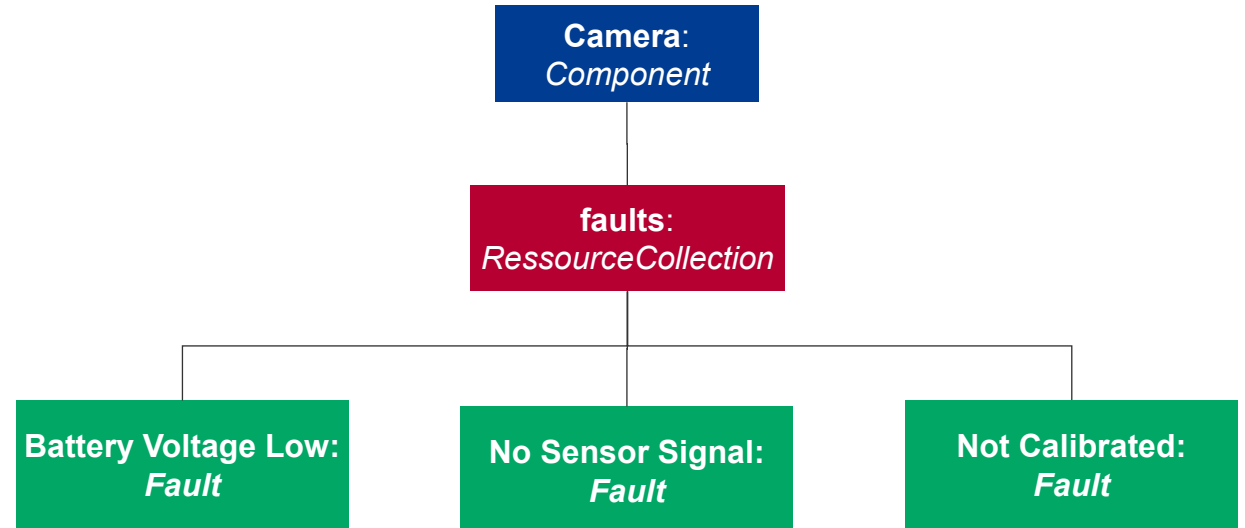 Camera:
Component
faults:
RessourceCollection
Battery Voltage Low:
Fault
No Sensor Signal:
Fault
Not Calibrated:
Fault